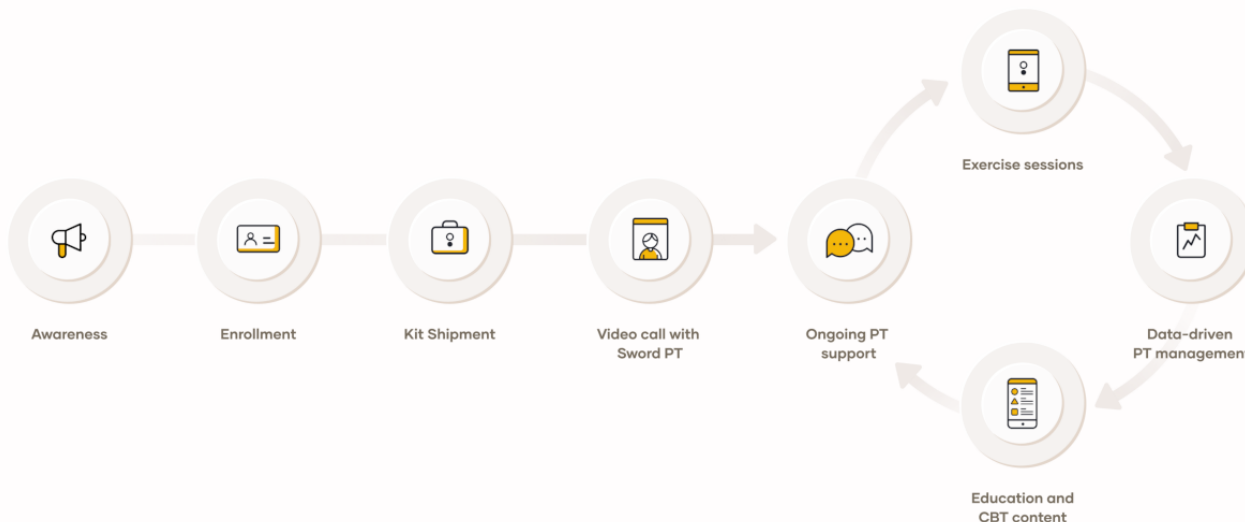 Exercise sessions
Awareness
Enrollment
Kit Shipment
Video call with
Sword PT
Ongoing PT
support
Data-driven
PT management
Education and
CBT content